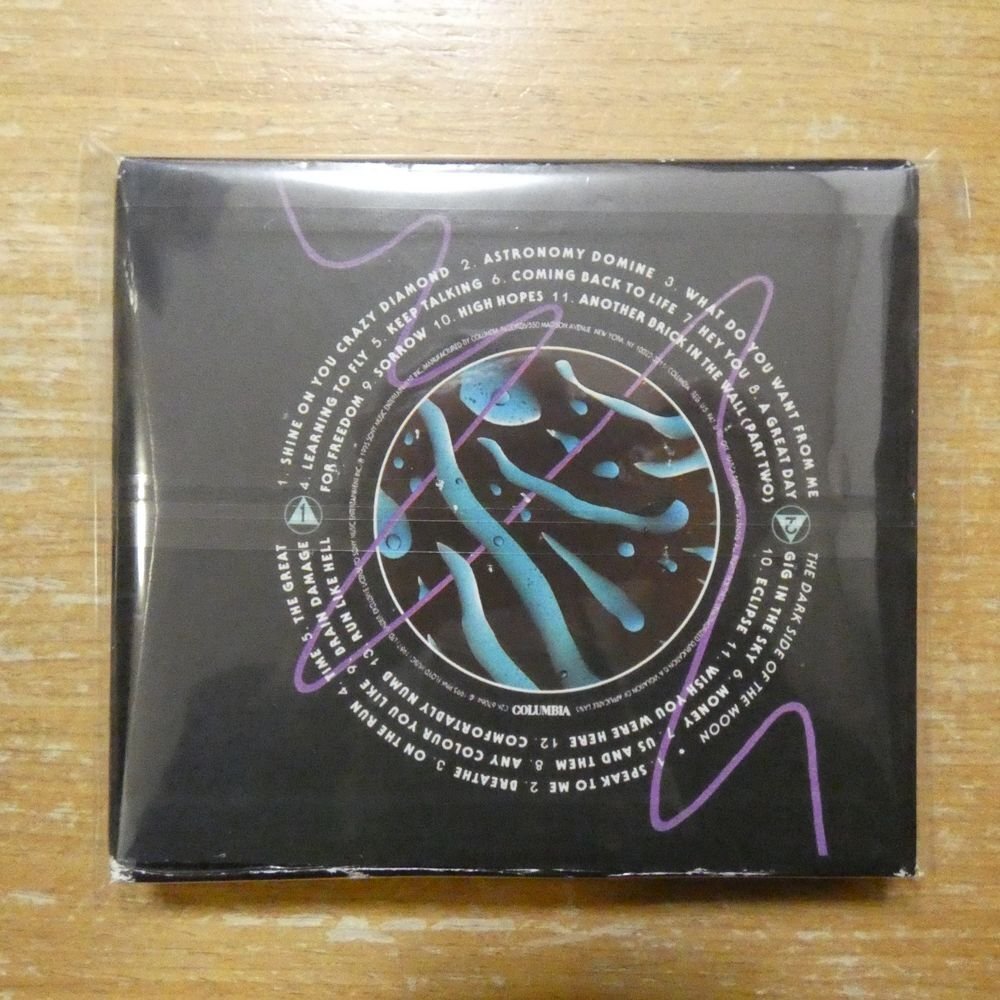 1. SHINE ON YOU CRAZY DIAMOND 2. ASTRONOMY DOMINE 3. WHAT DO YOU WANT FROM ME
4. LEARNING TO FLY 5. KEEP TALKING 6. COMING BACK TO LIFE 7. HEY YOU 8. A GREAT DAY
FOR FREEDOM 9. SORROW 10. HIGH HOPES 11. ANOTHER BRICK IN THE WALL (PART TWO)
1
2
THE DARK SIDE OF THE MOON
1. SPEAK TO ME 2. BREATHE 3. ON THE RUN 4. TIME 5. THE GREAT
GIG IN THE SKY 6. MONEY 7. US AND THEM 8. ANY COLOUR YOU LIKE 9. BRAIN DAMAGE
10. ECLIPSE 11. WISH YOU WERE HERE 12. COMFORTABLY NUMB 13. RUN LIKE HELL
COLUMBIA